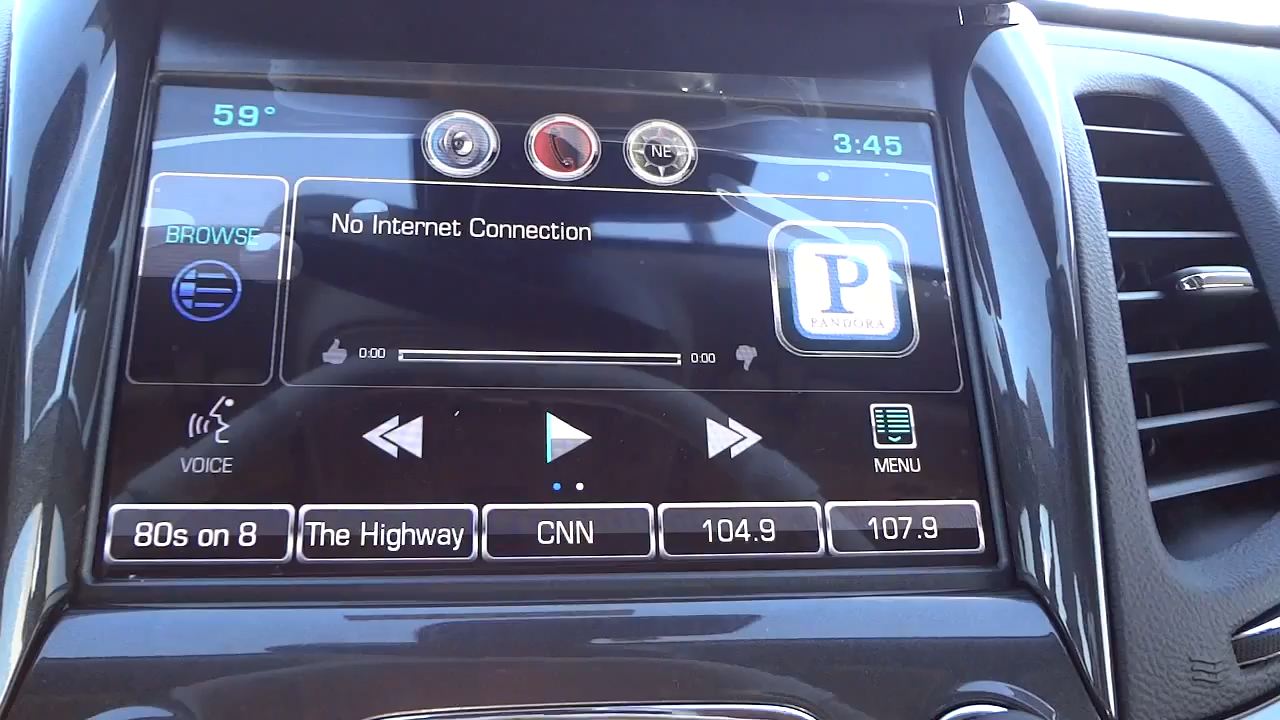 59°
NE
3:45
BROWSE
No Internet Connection
P
PANDORA
0:00
0:00
VOICE
MENU
80s on 8
The Highway
CNN
104.9
107.9